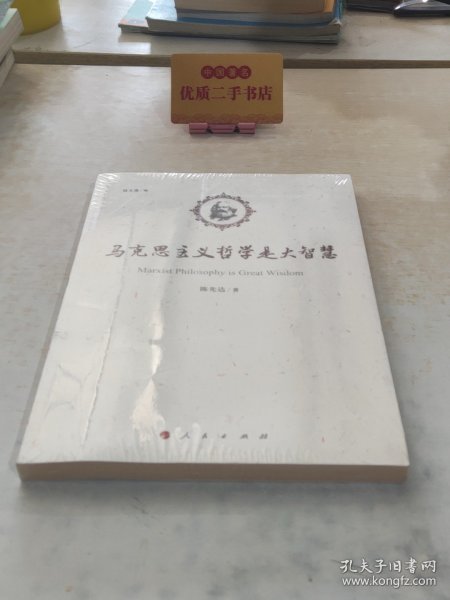 中国著名
优质二手书店
马克思主义哲学是大智慧
Marxist Philosophy is Great Wisdom
陈先达/著
人民出版社
孔夫子旧书网
www.kongfz.com